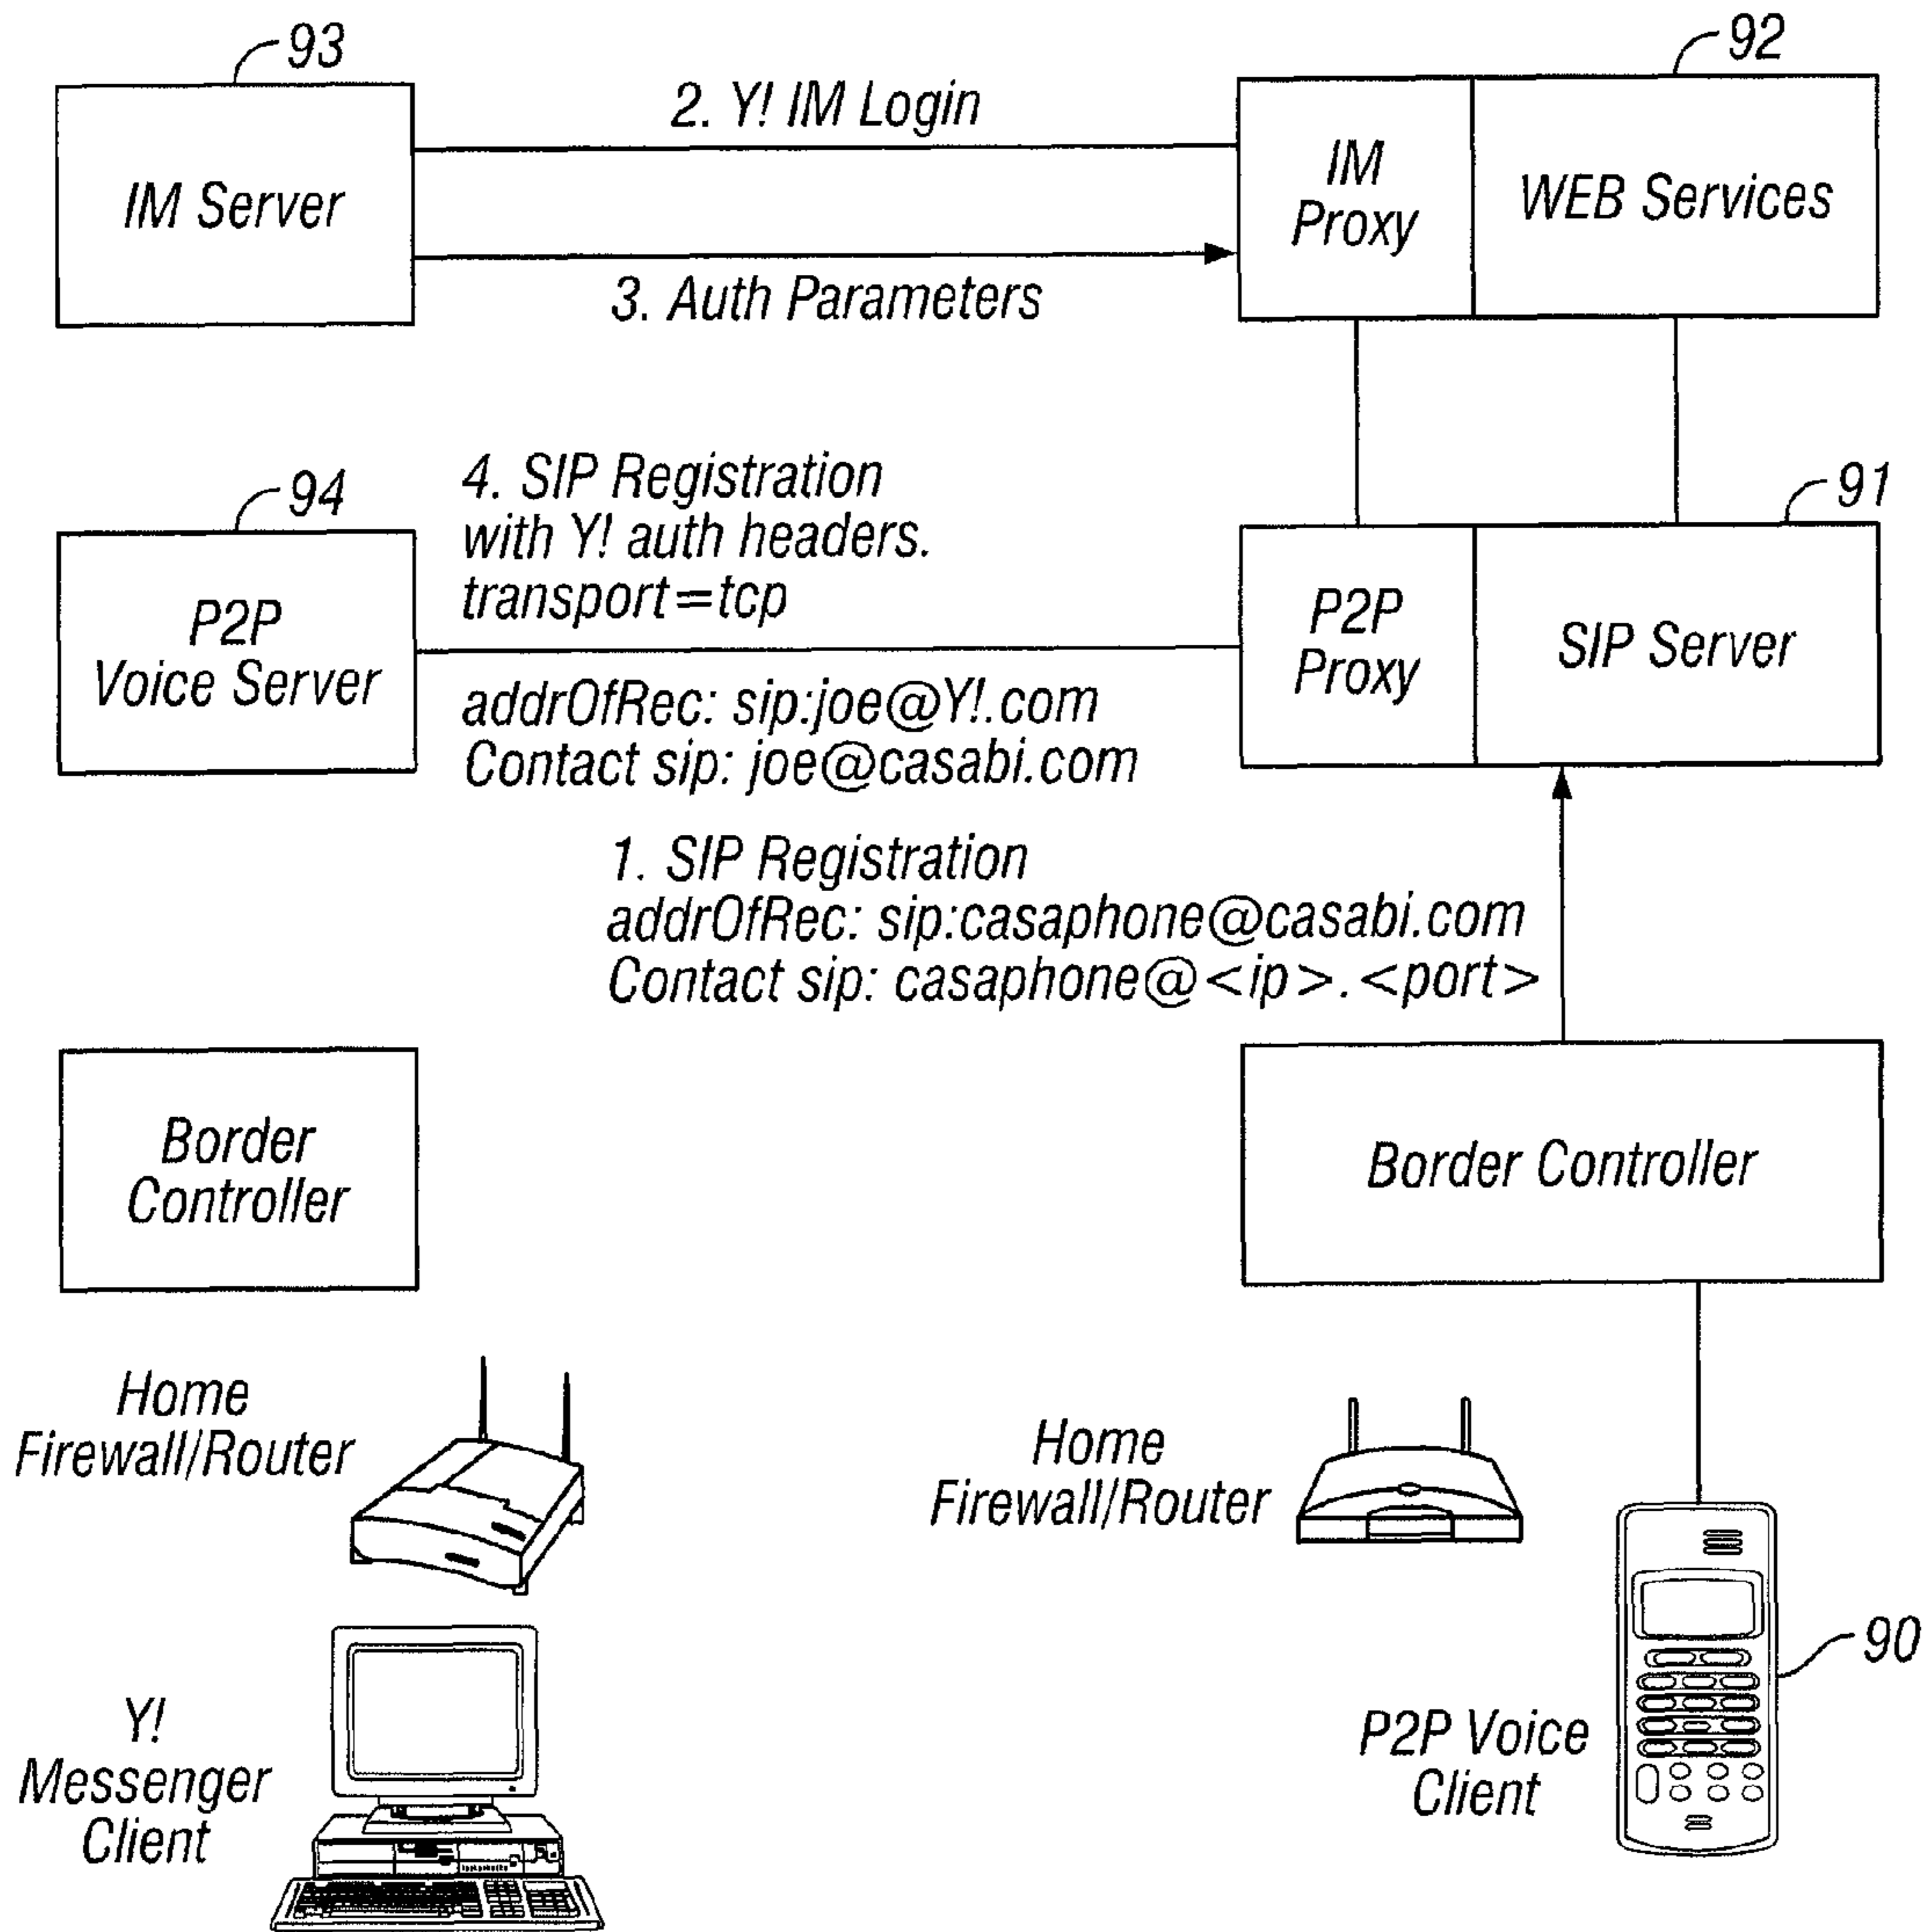 93
92
2. Y! IM Login
IM Server
IM
Proxy
WEB Services
3. Auth Parameters
94
4. SIP Registration
with Y! auth headers.
transport=tcp
91
P2P
Voice Server
P2P
Proxy
SIP Server
addrOfRec: sip:joe@Y!.com
Contact sip: joe@casabi.com
1. SIP Registration
addrOfRec: sip:casaphone@casabi.com
Contact sip: casaphone@<ip>.<port>
Border
Controller
Border Controller
Home
Firewall/Router
Home
Firewall/Router
90
Y!
Messenger
Client
P2P Voice
Client